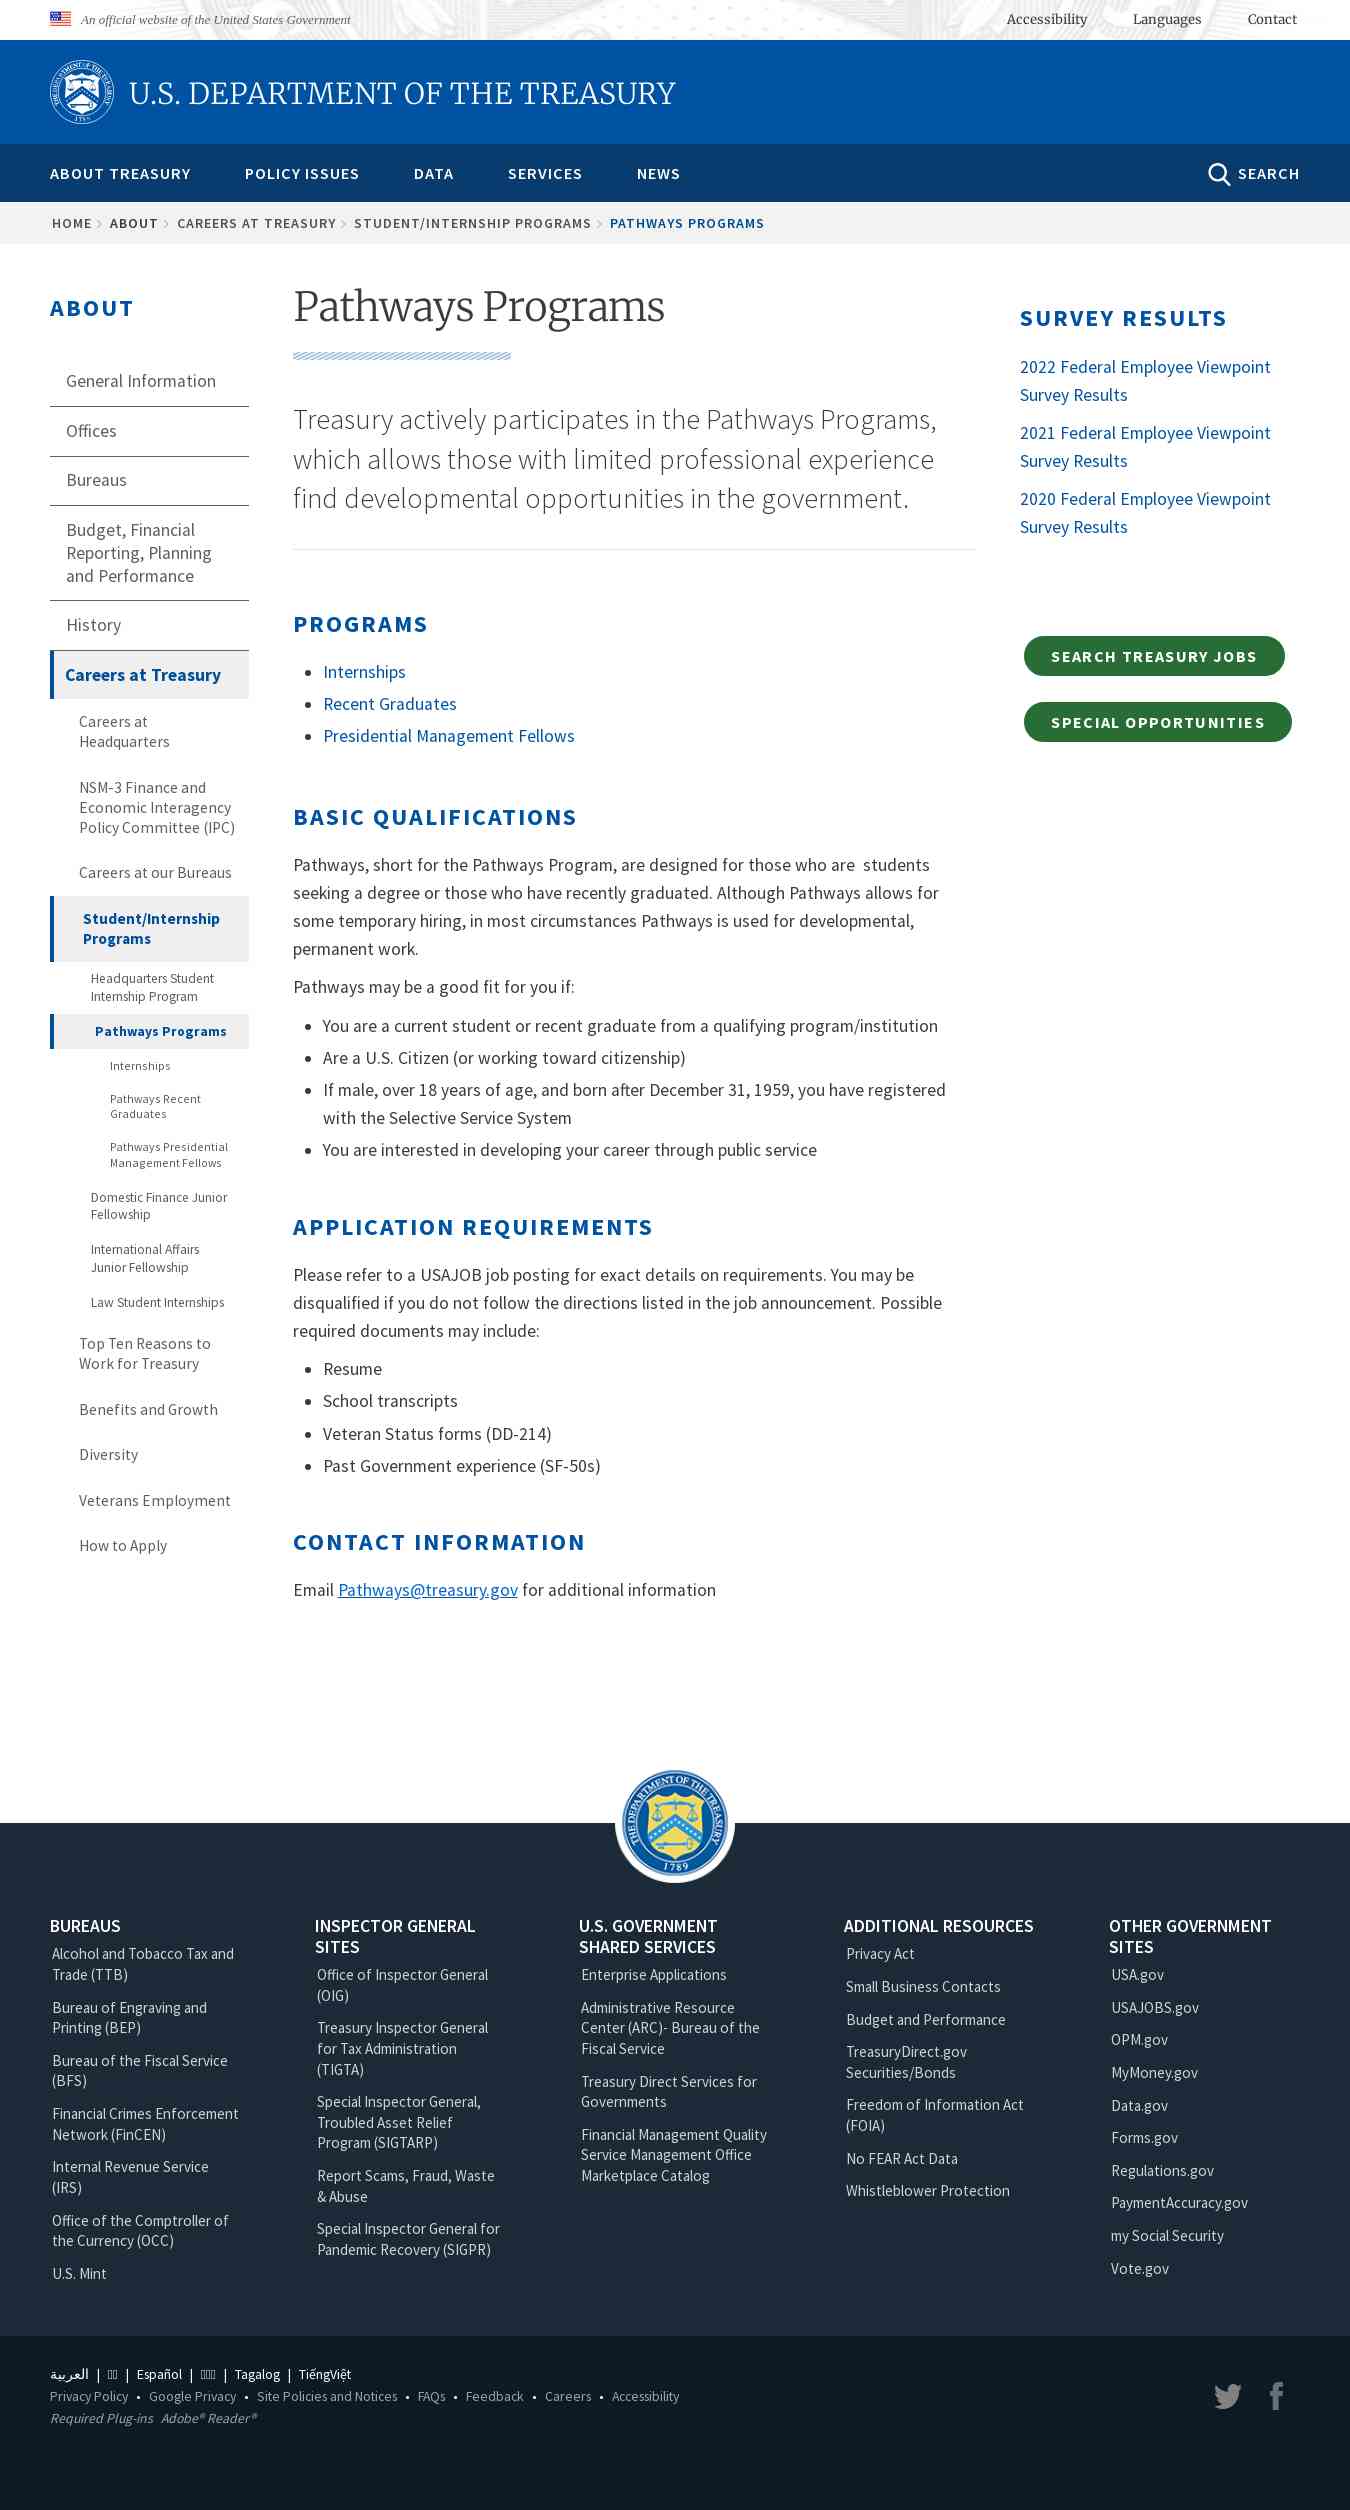 An official website of the United States Government
Accessibility
Languages
Contact
U.S. DEPARTMENT OF THE TREASURY
ABOUT TREASURY
POLICY ISSUES
DATA
SERVICES
NEWS
SEARCH
HOME
ABOUT
CAREERS AT TREASURY
STUDENT/INTERNSHIP PROGRAMS
PATHWAYS PROGRAMS
ABOUT
General Information
Offices
Bureaus
Budget, Financial
Reporting, Planning
and Performance
History
Careers at Treasury
Careers at
Headquarters
NSM-3 Finance and
Economic Interagency
Policy Committee (IPC)
Careers at our Bureaus
Student/Internship
Programs
Headquarters Student
Internship Program
Pathways Programs
Internships
Pathways Recent
Graduates
Pathways Presidential
Management Fellows
Domestic Finance Junior
Fellowship
International Affairs
Junior Fellowship
Law Student Internships
Top Ten Reasons to
Work for Treasury
Benefits and Growth
Diversity
Veterans Employment
How to Apply
Pathways Programs
Treasury actively participates in the Pathways Programs,
which allows those with limited professional experience
find developmental opportunities in the government.
PROGRAMS
Internships
Recent Graduates
Presidential Management Fellows
BASIC QUALIFICATIONS
Pathways, short for the Pathways Program, are designed for those who are students
seeking a degree or those who have recently graduated. Although Pathways allows for
some temporary hiring, in most circumstances Pathways is used for developmental,
permanent work.
Pathways may be a good fit for you if:
You are a current student or recent graduate from a qualifying program/institution
Are a U.S. Citizen (or working toward citizenship)
If male, over 18 years of age, and born after December 31, 1959, you have registered
with the Selective Service System
You are interested in developing your career through public service
APPLICATION REQUIREMENTS
Please refer to a USAJOB job posting for exact details on requirements. You may be
disqualified if you do not follow the directions listed in the job announcement. Possible
required documents may include:
Resume
School transcripts
Veteran Status forms (DD-214)
Past Government experience (SF-50s)
CONTACT INFORMATION
Email Pathways@treasury.gov for additional information
SURVEY RESULTS
2022 Federal Employee Viewpoint
Survey Results
2021 Federal Employee Viewpoint
Survey Results
2020 Federal Employee Viewpoint
Survey Results
SEARCH TREASURY JOBS
SPECIAL OPPORTUNITIES
THE DEPARTMENT OF THE TREASURY
1789
BUREAUS
Alcohol and Tobacco Tax and
Trade (TTB)
Bureau of Engraving and
Printing (BEP)
Bureau of the Fiscal Service
(BFS)
Financial Crimes Enforcement
Network (FinCEN)
Internal Revenue Service
(IRS)
Office of the Comptroller of
the Currency (OCC)
U.S. Mint
INSPECTOR GENERAL
SITES
Office of Inspector General
(OIG)
Treasury Inspector General
for Tax Administration
(TIGTA)
Special Inspector General,
Troubled Asset Relief
Program (SIGTARP)
Report Scams, Fraud, Waste
& Abuse
Special Inspector General for
Pandemic Recovery (SIGPR)
U.S. GOVERNMENT
SHARED SERVICES
Enterprise Applications
Administrative Resource
Center (ARC)- Bureau of the
Fiscal Service
Treasury Direct Services for
Governments
Financial Management Quality
Service Management Office
Marketplace Catalog
ADDITIONAL RESOURCES
Privacy Act
Small Business Contacts
Budget and Performance
TreasuryDirect.gov
Securities/Bonds
Freedom of Information Act
(FOIA)
No FEAR Act Data
Whistleblower Protection
OTHER GOVERNMENT
SITES
USA.gov
USAJOBS.gov
OPM.gov
MyMoney.gov
Data.gov
Forms.gov
Regulations.gov
PaymentAccuracy.gov
my Social Security
Vote.gov
العربية | | Español | | Tagalog | TiếngViệt
Privacy Policy • Google Privacy • Site Policies and Notices • FAQs • Feedback • Careers • Accessibility
Required Plug-ins Adobe® Reader®